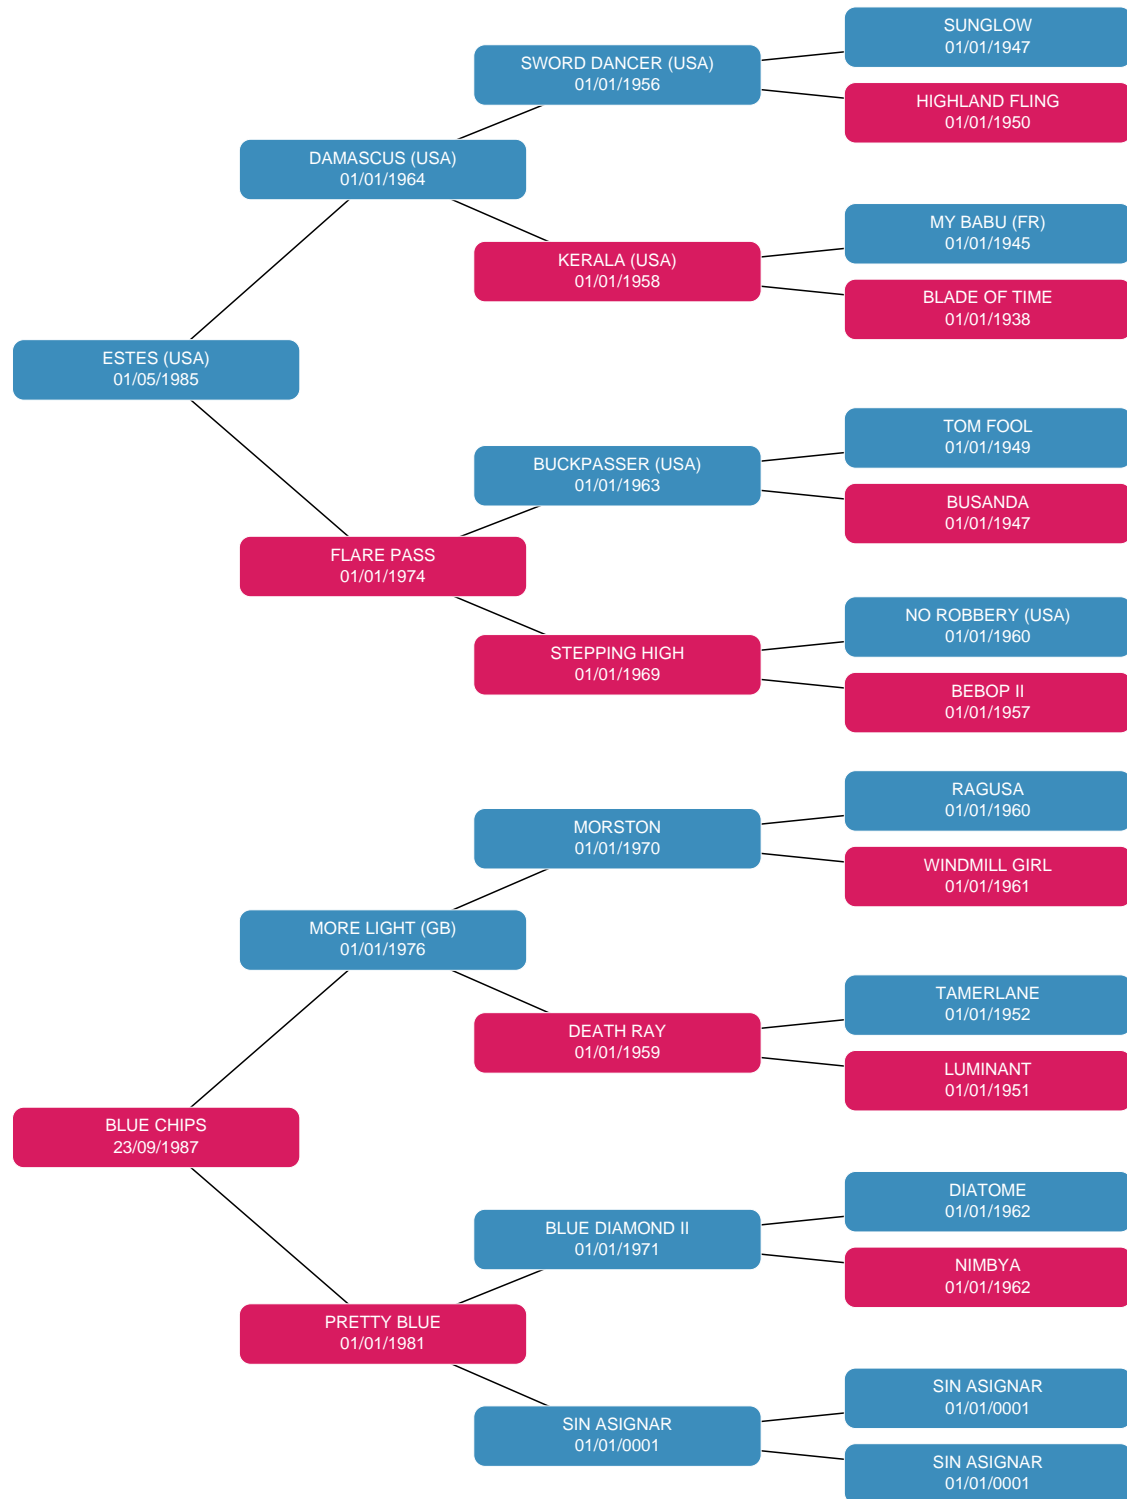 SUNGLOW
01/01/1947
SWORD DANCER (USA)
01/01/1956
HIGHLAND FLING
01/01/1950
DAMASCUS (USA)
01/01/1964
MY BABU (FR)
01/01/1945
KERALA (USA)
01/01/1958
BLADE OF TIME
01/01/1938
ESTES (USA)
01/05/1985
TOM FOOL
01/01/1949
BUCKPASSER (USA)
01/01/1963
BUSANDA
01/01/1947
FLARE PASS
01/01/1974
NO ROBBERY (USA)
01/01/1960
STEPPING HIGH
01/01/1969
BEBOP II
01/01/1957
RAGUSA
01/01/1960
MORSTON
01/01/1970
WINDMILL GIRL
01/01/1961
MORE LIGHT (GB)
01/01/1976
TAMERLANE
01/01/1952
DEATH RAY
01/01/1959
LUMINANT
01/01/1951
BLUE CHIPS
23/09/1987
DIATOME
01/01/1962
BLUE DIAMOND II
01/01/1971
NIMBYA
01/01/1962
PRETTY BLUE
01/01/1981
SIN ASIGNAR
01/01/0001
SIN ASIGNAR
01/01/0001
SIN ASIGNAR
01/01/0001